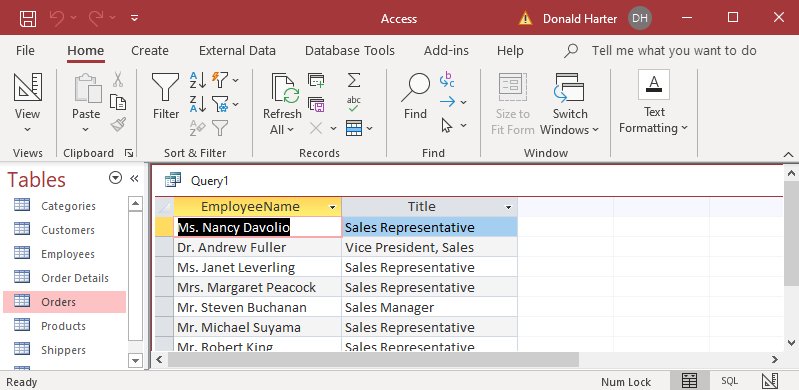 Access
Donald Harter
DH
File Home Create External Data Database Tools Add-ins Help Tell me what you want to do
View
Paste
Filter
Refresh
All
abc
Find
b
c
Size to
Fit Form
Switch
Windows
A
Text
Formatting
Views Clipboard Sort & Filter Records Find Window
Tables
Categories
Customers
Employees
Order Details
Orders
Products
Shippers
Query1
EmployeeName Title
Ms. Nancy Davolio Sales Representative
Dr. Andrew Fuller Vice President, Sales
Ms. Janet Leverling Sales Representative
Mrs. Margaret Peacock Sales Representative
Mr. Steven Buchanan Sales Manager
Mr. Michael Suyama Sales Representative
Mr. Robert King Sales Representative
Ready Num Lock SQL